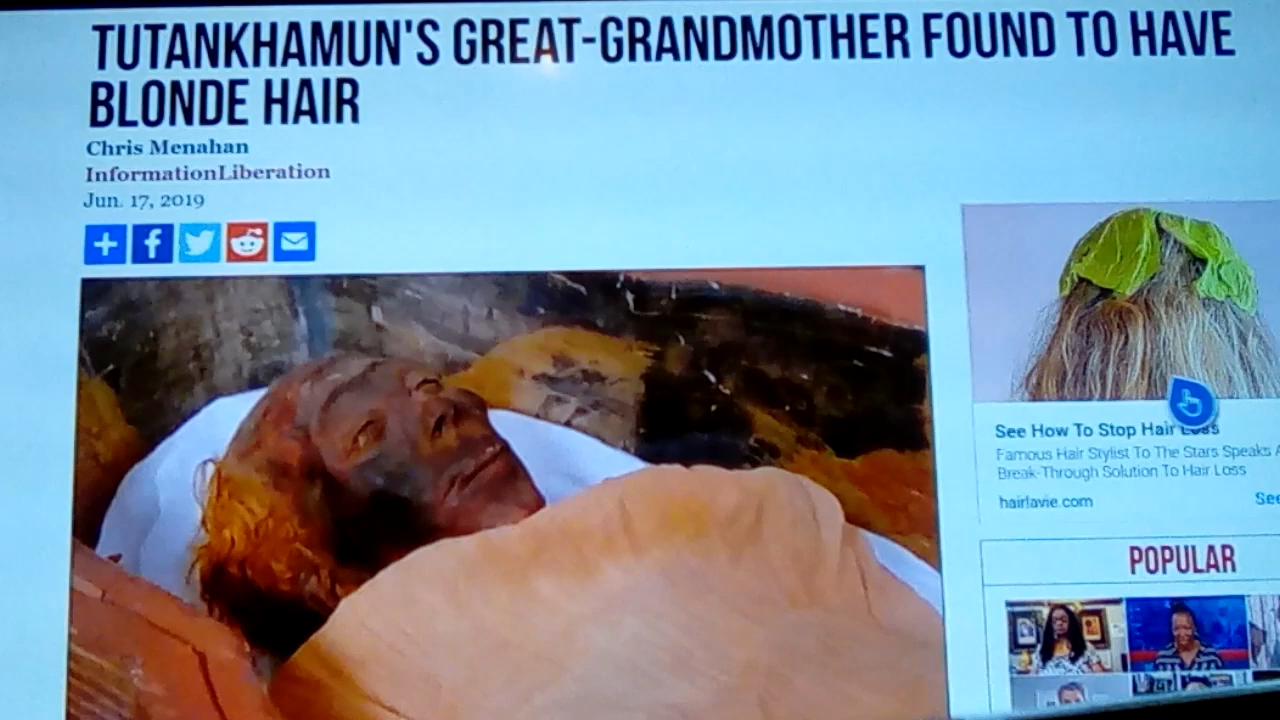 TUTANKHAMUN'S GREAT-GRANDMOTHER FOUND TO HAVE
BLONDE HAIR
Chris Menahan
InformationLiberation
Jun. 17, 2019
See How To Stop Hair Loss
Famous Hair Stylist To The Stars Speaks
Break-Through Solution To Hair Loss
hairlavie.com
See
POPULAR